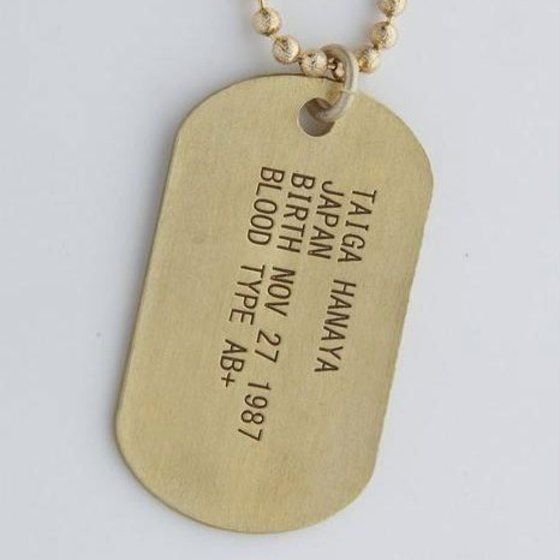 TAIGA HANAYA
JAPAN
BIRTH NOV 27 1987
BLOOD TYPE AB+